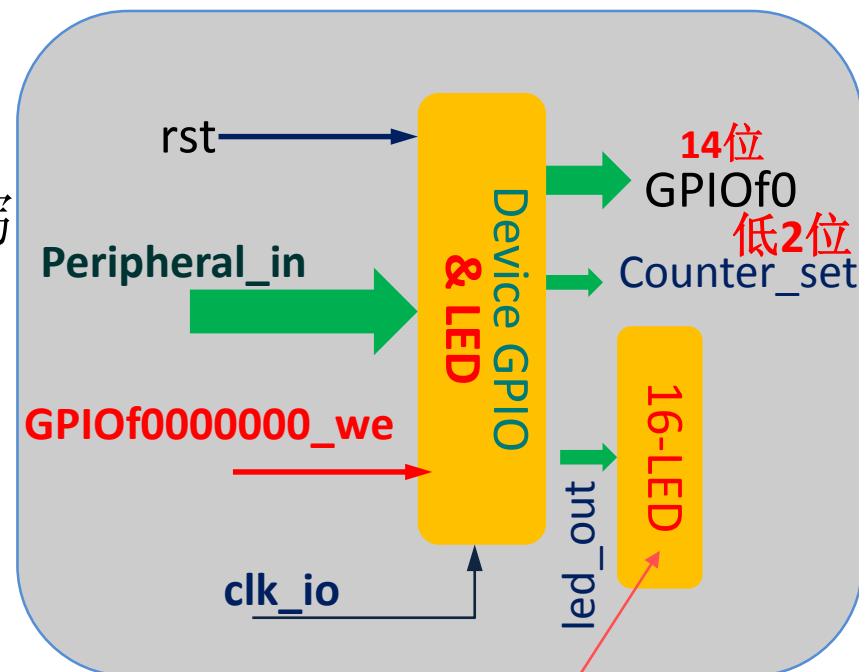 rst
14位
GPIOf0
低2位
Counter_set
Peripheral_in
Device GPIO
& LED
GPIOf0000000_we
16-LED
led_out
clk_io